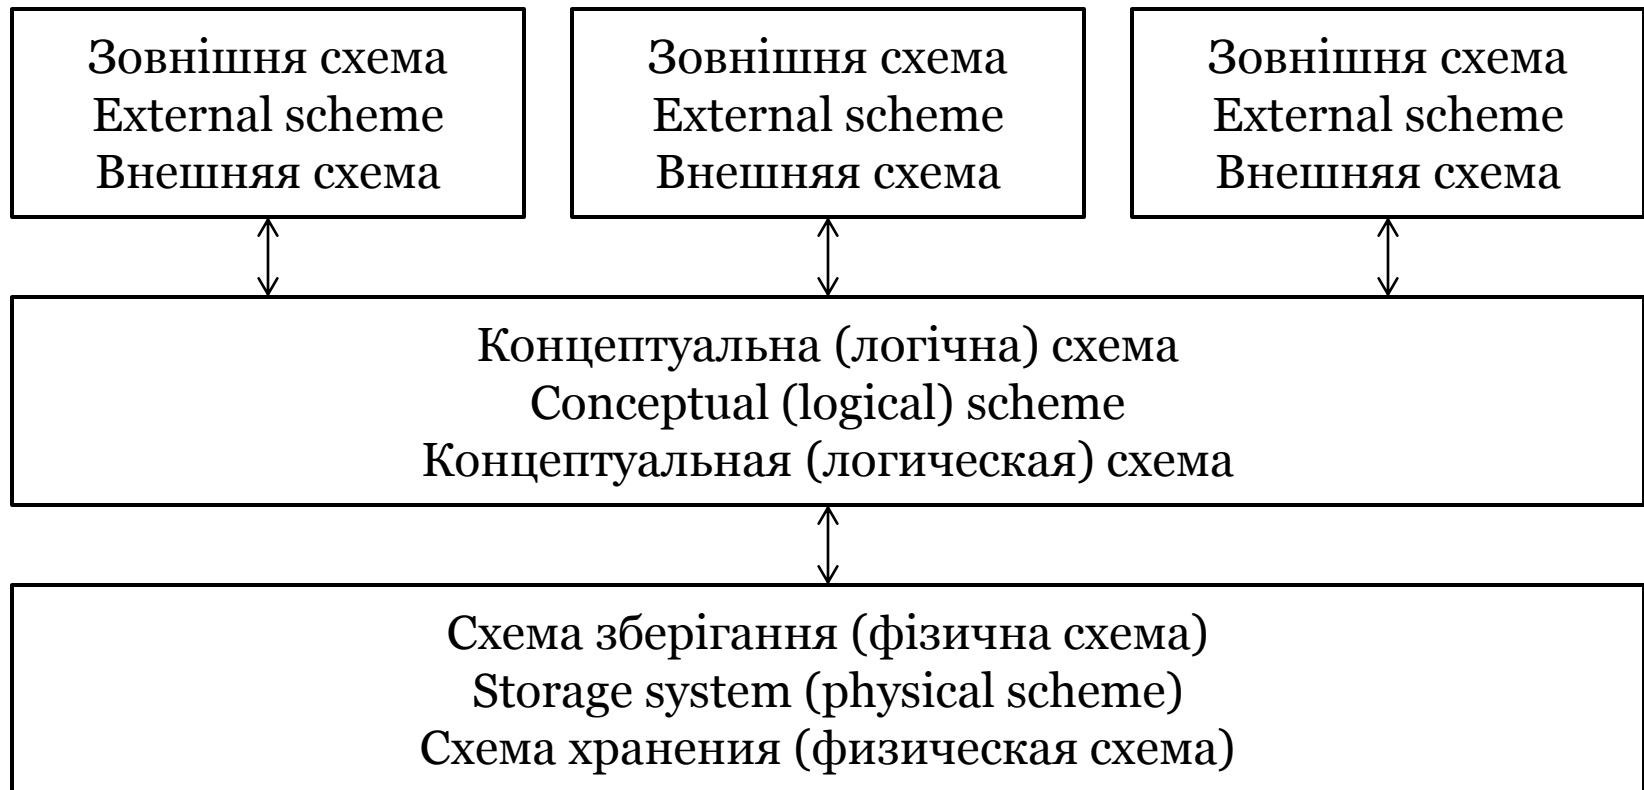 Зовнішня схема
External scheme
Внешняя схема
Зовнішня схема
External scheme
Внешняя схема
Зовнішня схема
External scheme
Внешняя схема
Концептуальна (логічна) схема
Conceptual (logical) scheme
Концептуальная (логическая) схема
Схема зберігання (фізична схема)
Storage system (physical scheme)
Схема хранения (физическая схема)